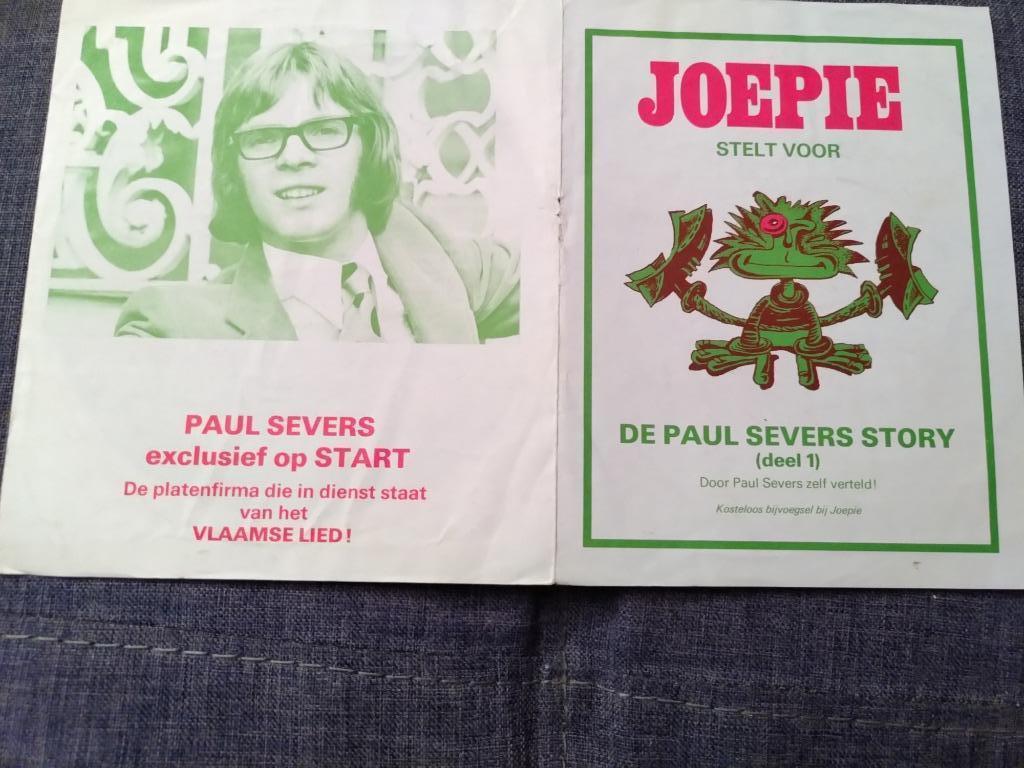 PAUL SEVERS
exclusief op START
De platenfirma die in dienst staat
van het
VLAAMSE LIED!
JOEPIE
STELT VOOR
DE PAUL SEVERS STORY
(deel 1)
Door Paul Severs zelf verteld!
Kosteloos bijvoegsel bij Joepie